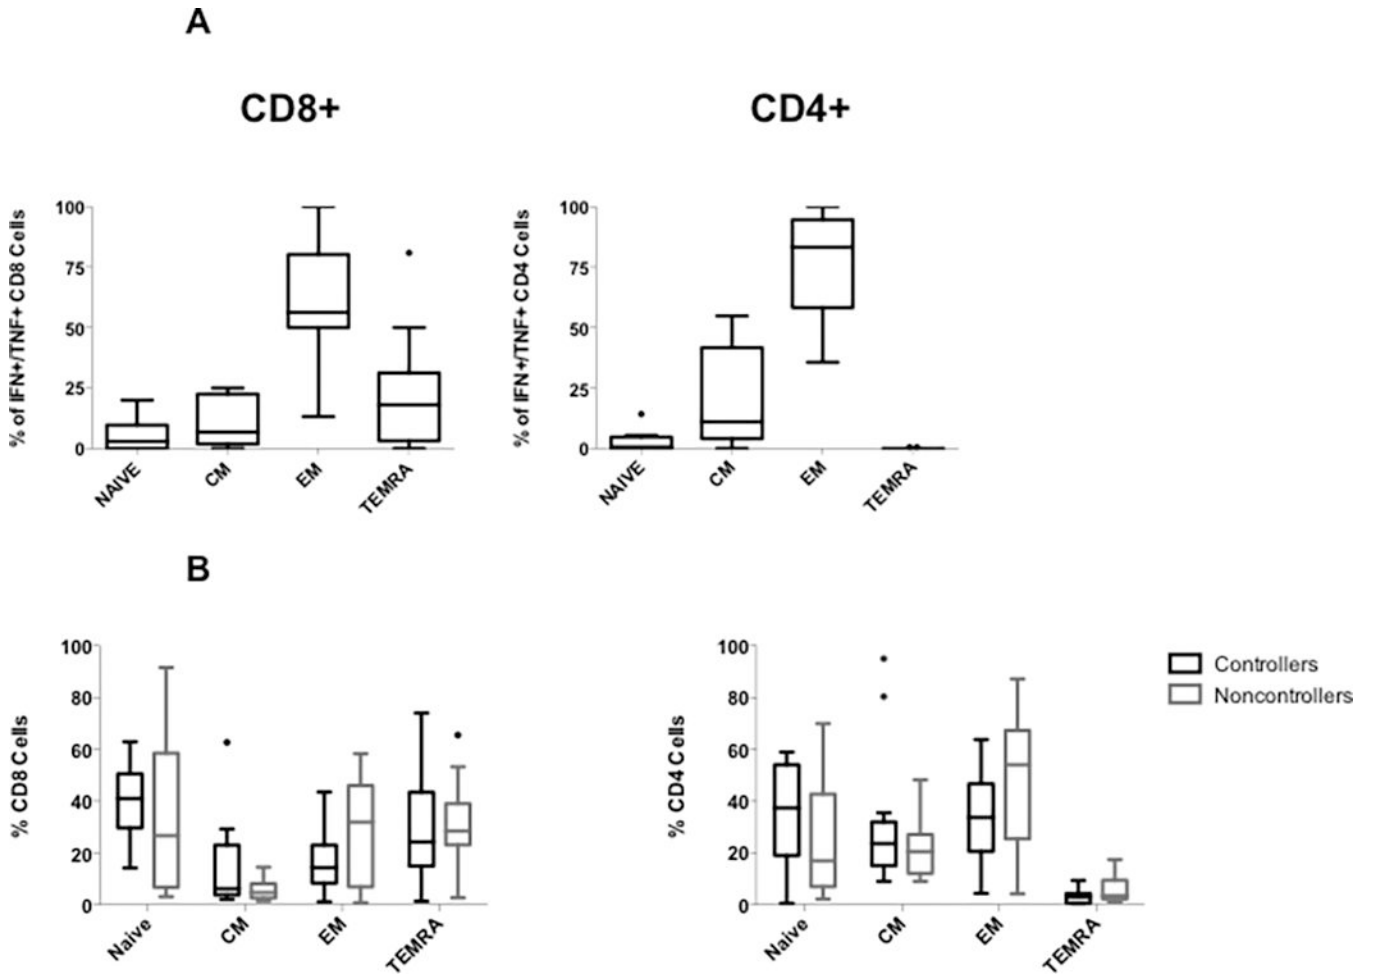 A
CD8+
CD4+
% of IFN+/TNF+ CD8 Cells
100
75
50
25
0
NAIVE
CM
EM
TEMRA
% of IFN+/TNF+ CD4 Cells
100
75
50
25
0
NAIVE
CM
EM
TEMRA
B
% CD8 Cells
100
80
60
40
20
0
Naive
CM
EM
TEMRA
% CD4 Cells
100
80
60
40
20
0
Naive
CM
EM
TEMRA
Controllers
Noncontrollers